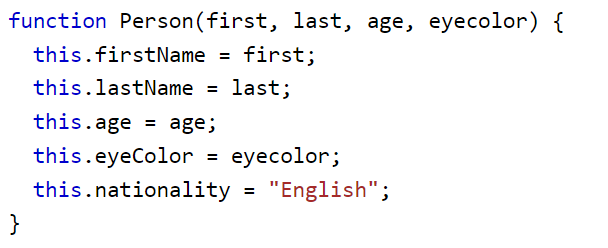 function Person(first, last, age, eyecolor) {
  this.firstName = first;
  this.lastName = last;
  this.age = age;
  this.eyeColor = eyecolor;
  this.nationality = "English";
}